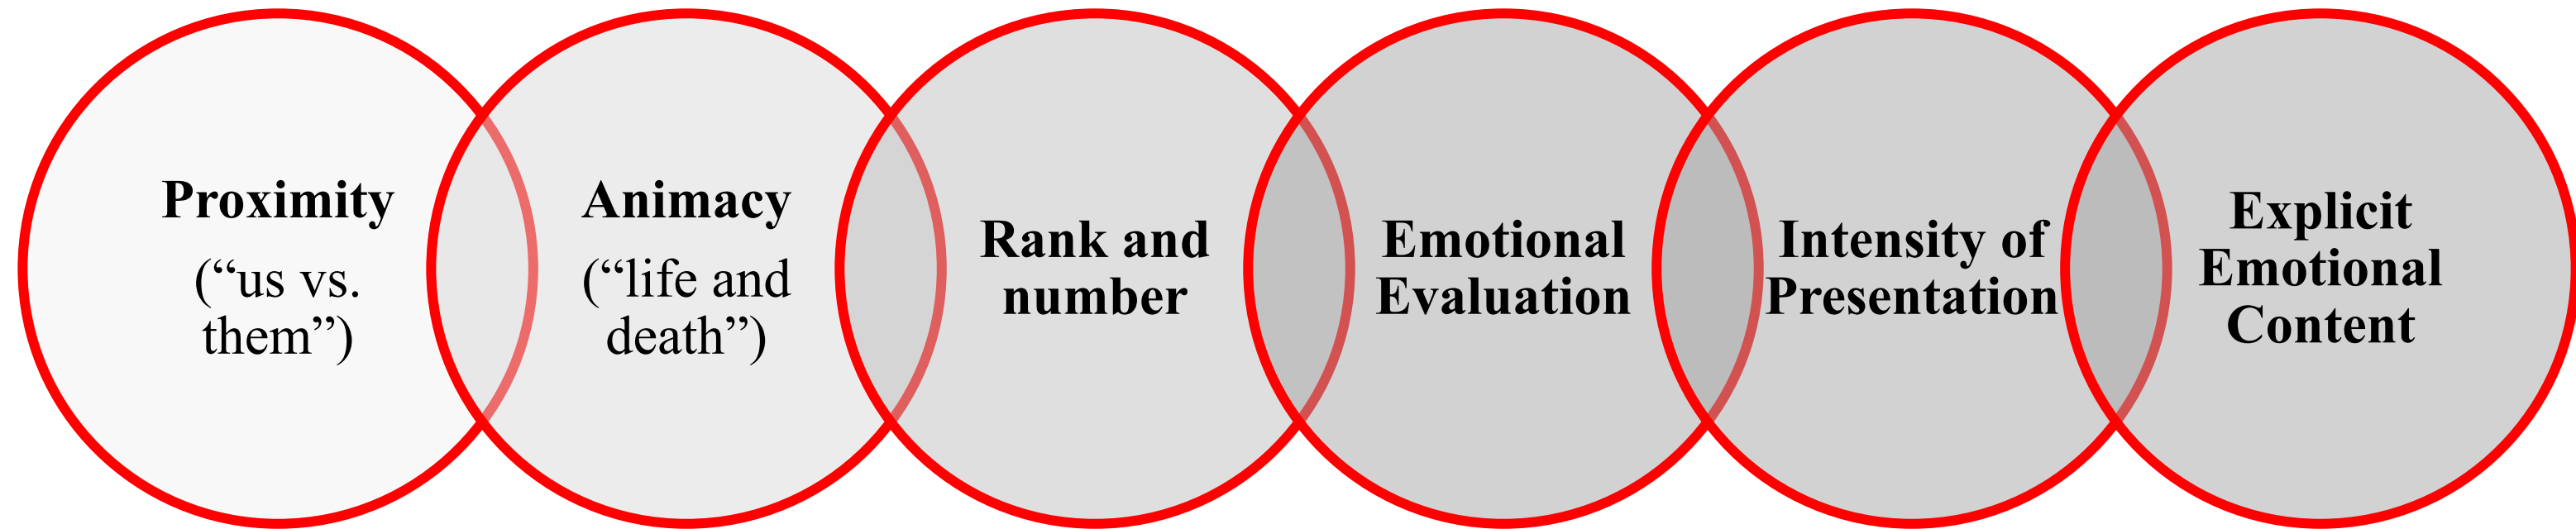 Proximity
(“us vs.
them”)
Animacy
(“life and
death”)
Rank and
number
Emotional
Evaluation
Intensity of
Presentation
Explicit
Emotional
Content